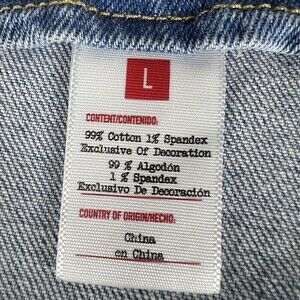 L
CONTENT/CONTENIDO:
99% Cotton 1% Spandex
Exclusive Of Decoration
99 % Algodón
1 % Spandex
Exclusivo De Decoración
COUNTRY OF ORIGIN/HECHO:
China
en China